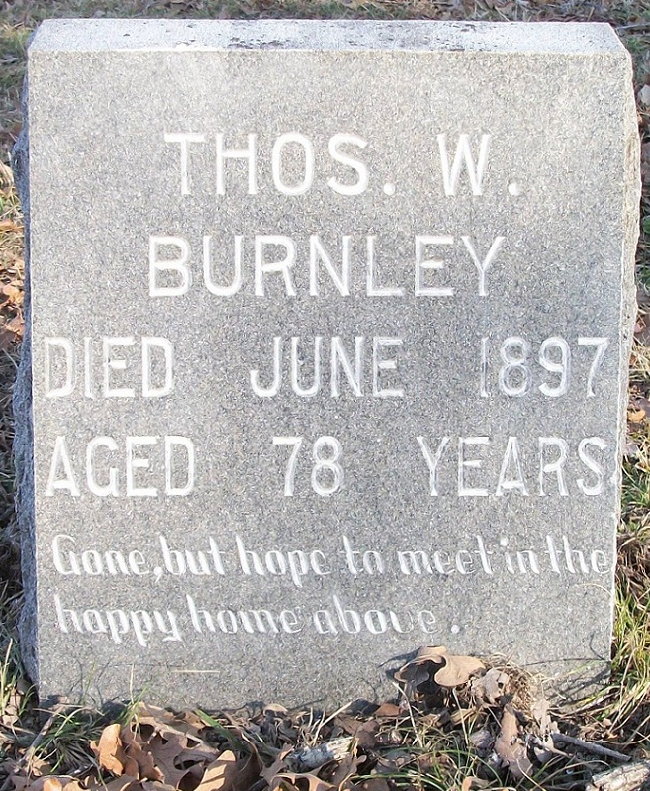 THOS. W.
BURNLEY
DIED JUNE 1897
AGED 78 YEARS
Gone, but hope to meet in the
happy home above.